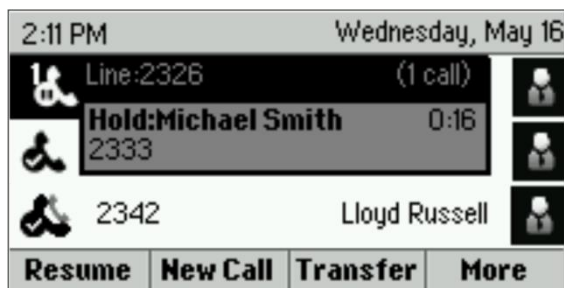 2:11 PM Wednesday, May 16
1 Line:2326 (1 call)
Hold:Michael Smith 0:16
2333
2342 Lloyd Russell
Resume New Call Transfer More